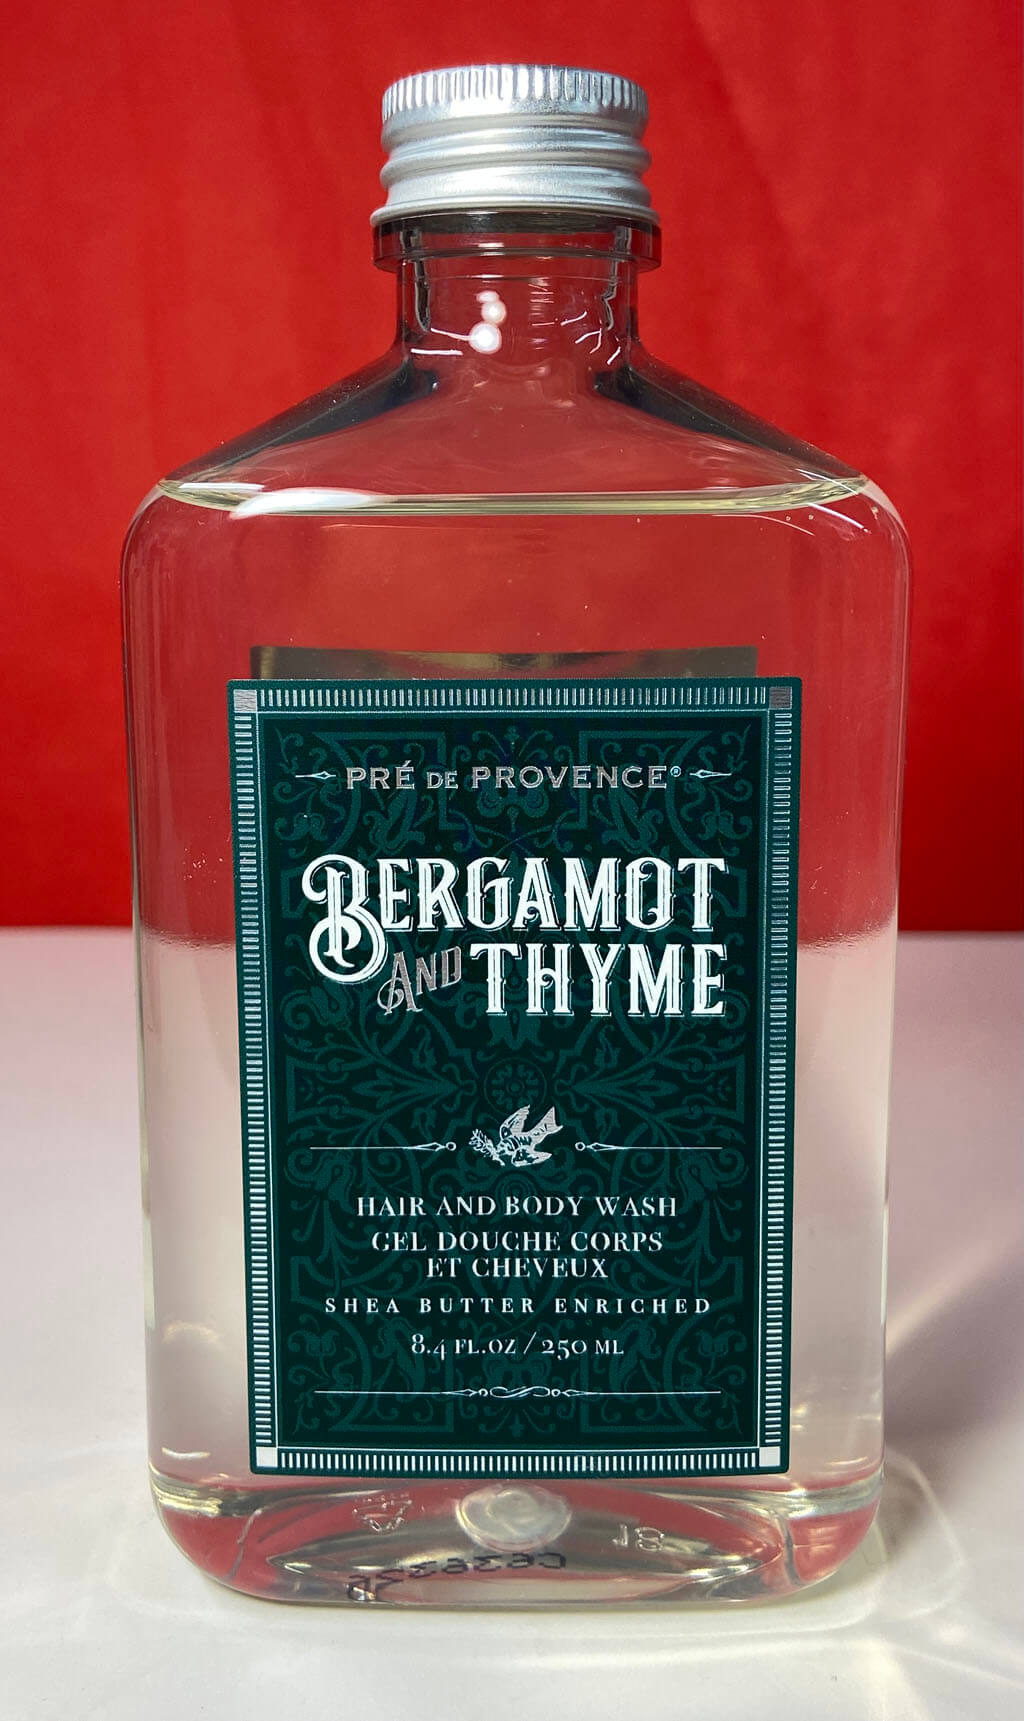 PRÉ DE PROVENCE®
BERGAMOT
AND THYME
HAIR AND BODY WASH
GEL DOUCHE CORPS
ET CHEVEUX
SHEA BUTTER ENRICHED
8.4 FL.OZ / 250 ML